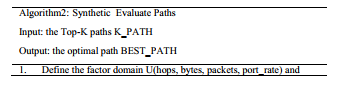 Algorithm2: Synthetic Evaluate Paths
Input: the Top-K paths K_PATH
Output: the optimal path BEST_PATH
1. Define the factor domain U(hops, bytes, packets, port_rate) and